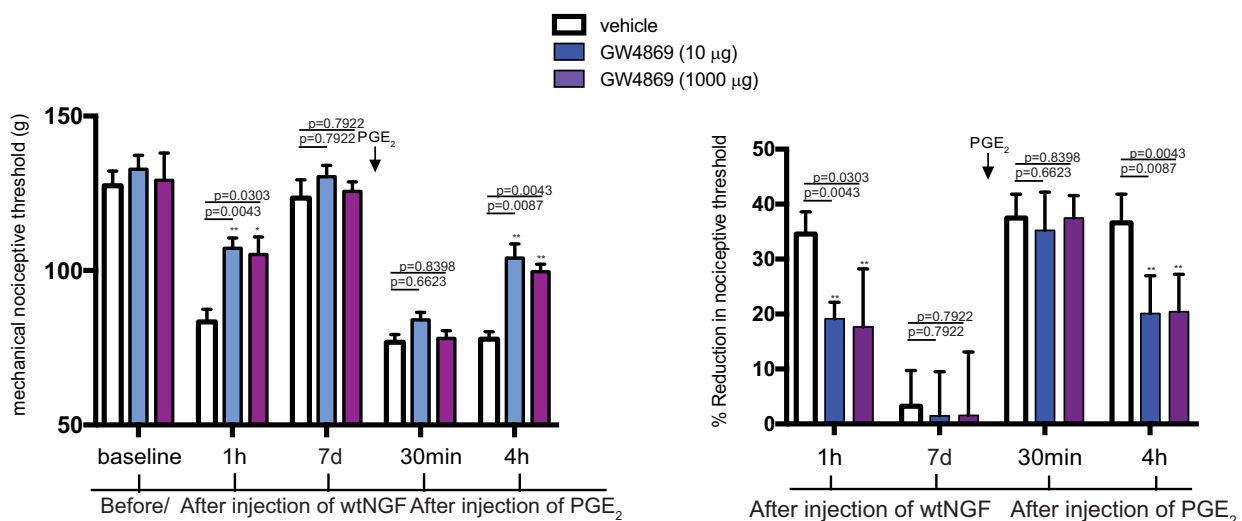 vehicle
GW4869 (10 µg)
GW4869 (1000 µg)
mechanical nociceptive threshold (g)
150
100
50
p=0.0303
p=0.0043
**
*
p=0.7922
p=0.7922
PGE2
p=0.8398
p=0.6623
p=0.0043
p=0.0087
**
**
baseline
1h
7d
30min
4h
Before/
After injection of wtNGF
After injection of PGE2
% Reduction in nociceptive threshold
50
40
30
20
10
0
p=0.0303
p=0.0043
**
**
p=0.7922
p=0.7922
PGE2
p=0.8398
p=0.6623
p=0.0043
p=0.0087
**
**
1h
7d
30min
4h
After injection of wtNGF
After injection of PGE2